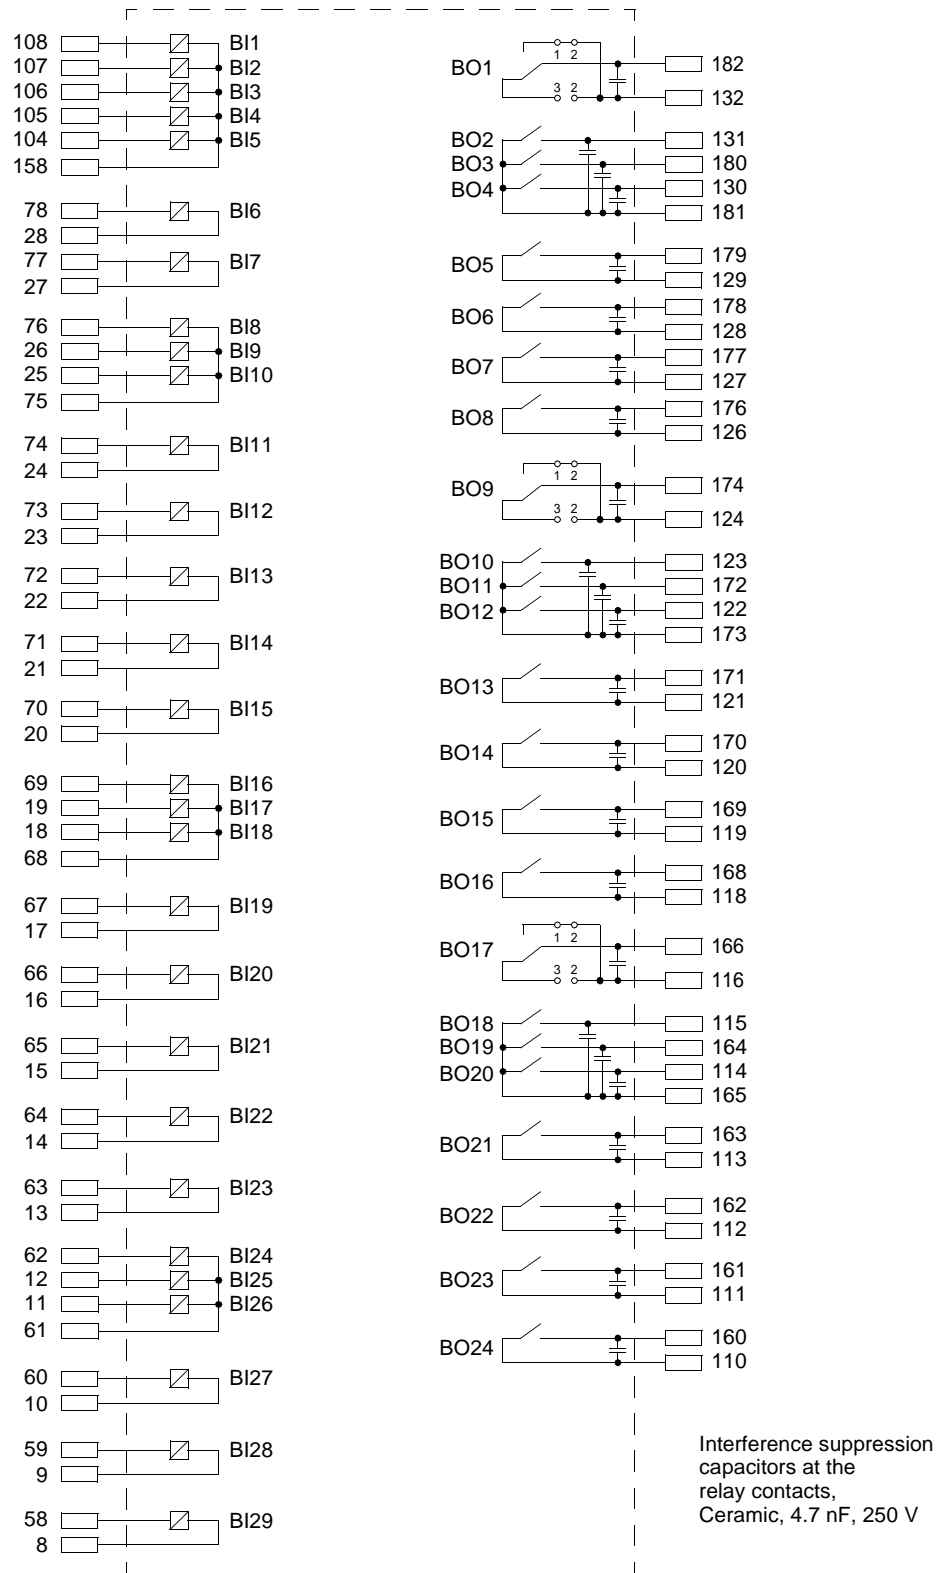 108 BI1
107 BI2
106 BI3
105 BI4
104 BI5
158
78 BI6
28
77 BI7
27
76 BI8
26 BI9
25 BI10
75
74 BI11
24
73 BI12
23
72 BI13
22
71 BI14
21
70 BI15
20
69 BI16
19 BI17
18 BI18
68
67 BI19
17
66 BI20
16
65 BI21
15
64 BI22
14
63 BI23
13
62 BI24
12 BI25
11 BI26
61
60 BI27
10
59 BI28
9
58 BI29
8
1 2
BO1 182
3 2
132
BO2 131
BO3 180
BO4 130
181
BO5 179
129
BO6 178
128
BO7 177
127
BO8 176
126
1 2
BO9 174
3 2
124
BO10 123
BO11 172
BO12 122
173
BO13 171
121
BO14 170
120
BO15 169
119
BO16 168
118
1 2
BO17 166
3 2
116
BO18 115
BO19 164
BO20 114
165
BO21 163
113
BO22 162
112
BO23 161
111
BO24 160
110
Interference suppression
capacitors at the
relay contacts,
Ceramic, 4.7 nF, 250 V